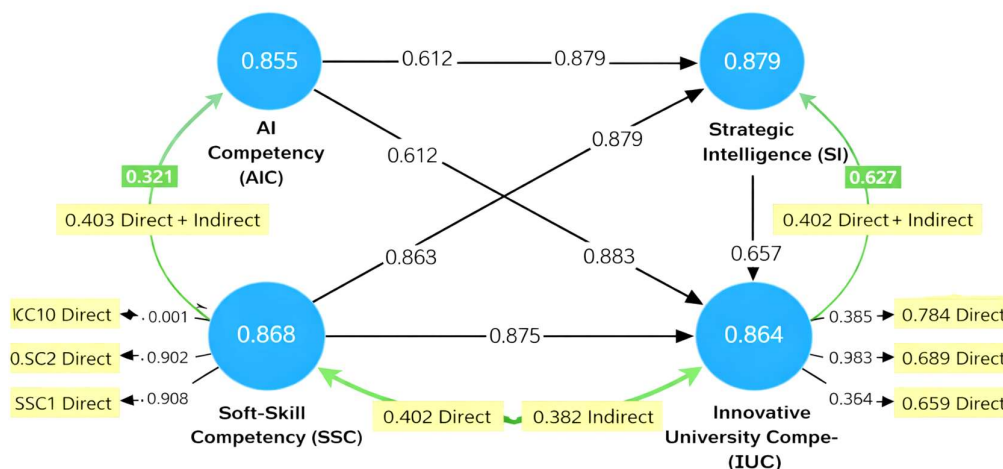 0.855
0.612
0.879
0.879
AI
Competency
(AIC)
Strategic
Intelligence (SI)
0.612
0.879
0.321
0.627
0.403 Direct + Indirect
0.402 Direct + Indirect
0.863
0.883
0.657
ICC10 Direct
0.001
0.868
0.875
0.864
0.385
0.784 Direct
0.SC2 Direct
0.902
0.983
0.689 Direct
SSC1 Direct
0.908
0.364
0.659 Direct
Soft-Skill
Competency (SSC)
0.402 Direct
0.382 Indirect
Innovative
University Compe-
(IUC)